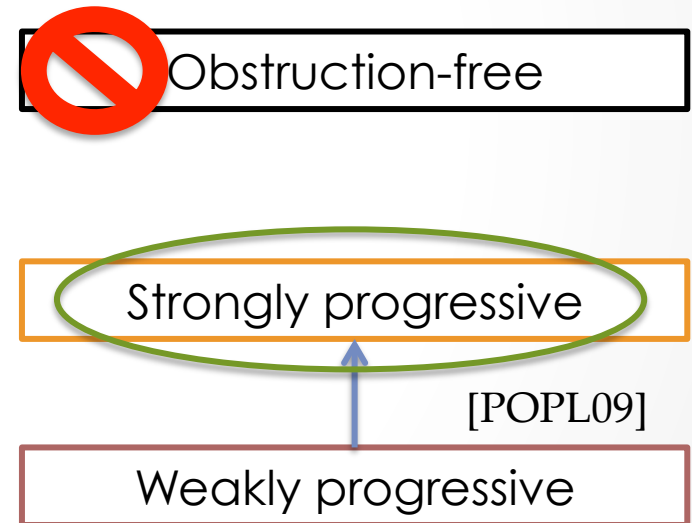 Obstruction-free
Strongly progressive
[POPL09]
Weakly progressive